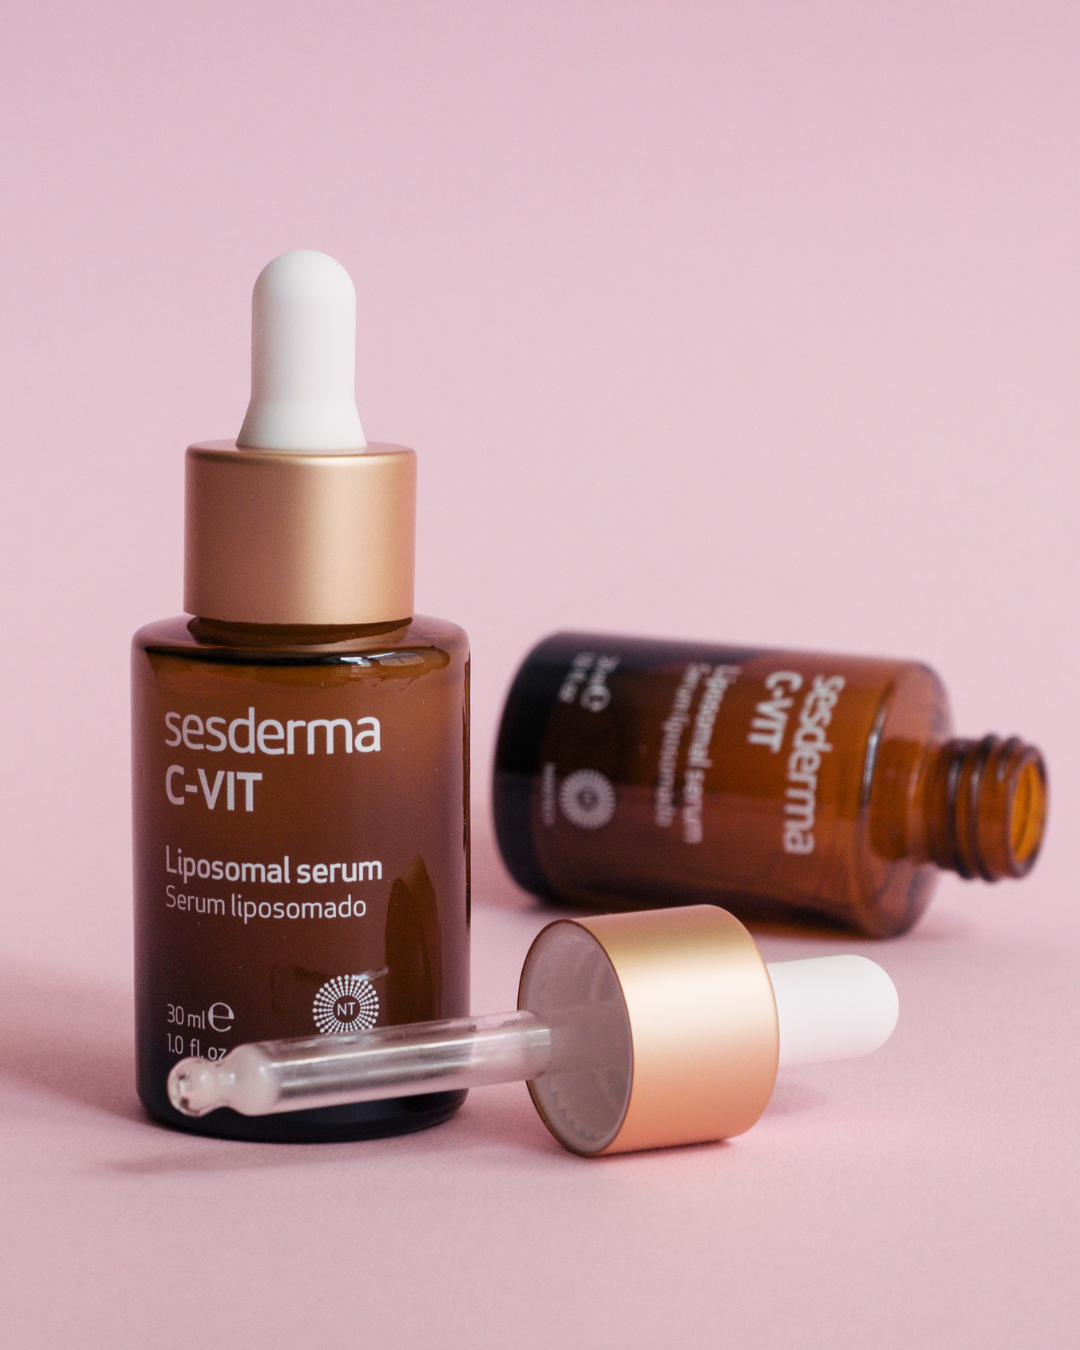 sesderma
C-VIT
Liposomal serum
Serum liposomado
30 ml e
1.0 fl. oz
NT
sesderma
C-VIT
Liposomal serum
Serum liposomado